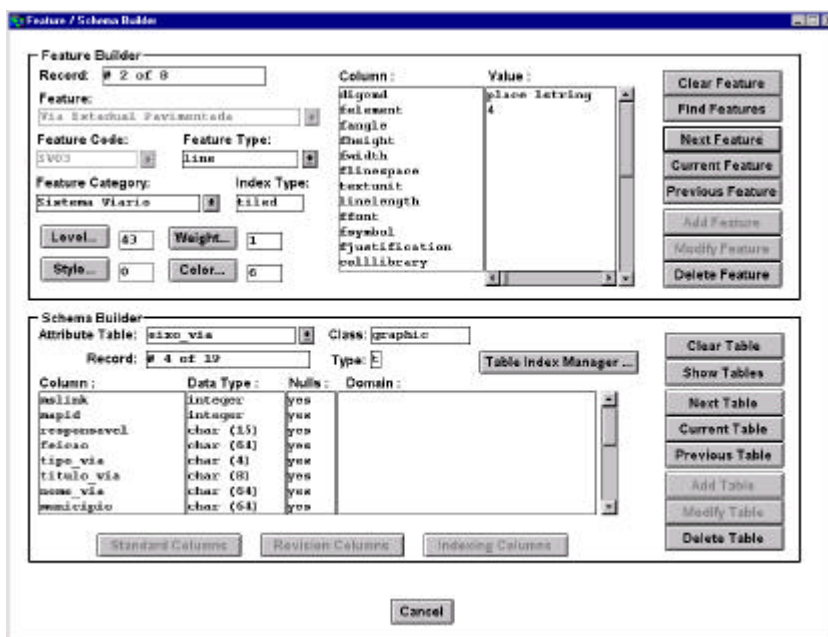 Feature / Schema Builder
Feature Builder
Record: # 2 of 8
Feature:
Via Estadual Pavimentada
Feature Code: Feature Type:
SV03 line
Feature Category: Index Type:
Sistema Viario tiled
Level... 43 Weight... 1
Style... 0 Color... 6
Column : Value :
digcmd place lstring
felement 4
fangle
fheight
fwidth
flinespace
textunit
linelength
ffont
fsymbol
fjustification
celllibrary
Clear Feature
Find Features
Next Feature
Current Feature
Previous Feature
Add Feature
Modify Feature
Delete Feature
Schema Builder
Attribute Table: eixo_via Class: graphic
Record: # 4 of 19 Type: t Table Index Manager ...
Column : Data Type : Nulls : Domain :
mslink integer yes
mapid integer yes
responsavel char (15) yes
feicao char (64) yes
tipo_via char (4) yes
titulo_via char (8) yes
nome_via char (64) yes
municipio char (64) yes
Standard Columns Revision Columns Indexing Columns
Clear Table
Show Tables
Next Table
Current Table
Previous Table
Add Table
Modify Table
Delete Table
Cancel